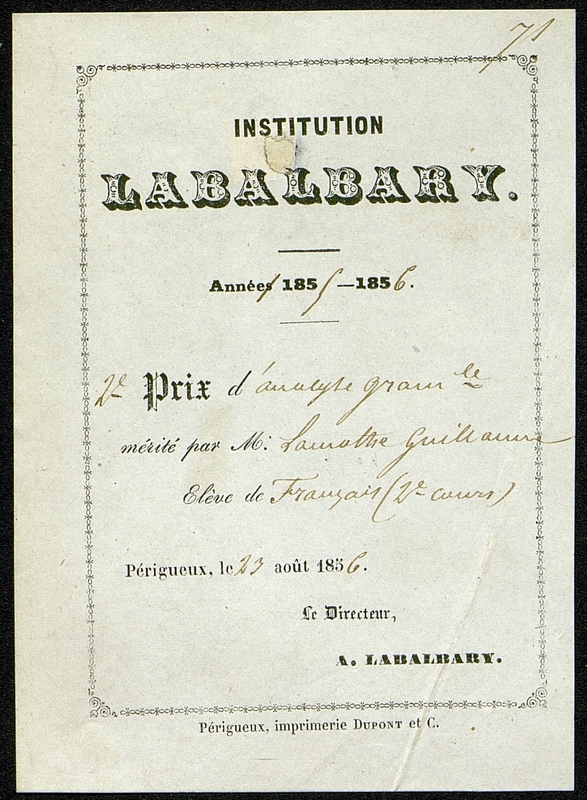 71
INSTITUTION
LABALBARY.
Années 1855—1856.
2e Prix d'analyse gramle
mérité par M. Lamothe Guillaume
Elève de Français (2e cours)
Périgueux, le 23 août 1856.
Le Directeur,
A. LABALBARY.
Périgueux, imprimerie DUPONT et C.